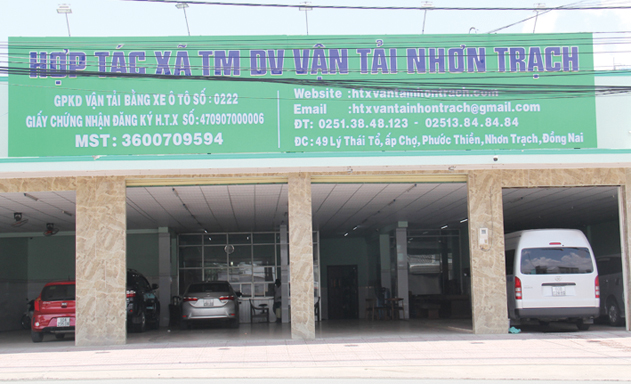 HỢP TÁC XÃ TM DV VẬN TẢI NHƠN TRẠCH
GPKD VẬN TẢI BẰNG XE Ô TÔ SỐ : 0222
GIẤY CHỨNG NHẬN ĐĂNG KÝ H.T.X SỐ: 470907000006
MST: 3600709594
Website : htxvantainhontrach.com
Email : htxvantainhontrach@gmail.com
ĐT: 0251.38.48.123 - 02513.84.84.84
ĐC : 49 Lý Thái Tổ, ấp Chợ, Phước Thiền, Nhơn Trạch, Đồng Nai